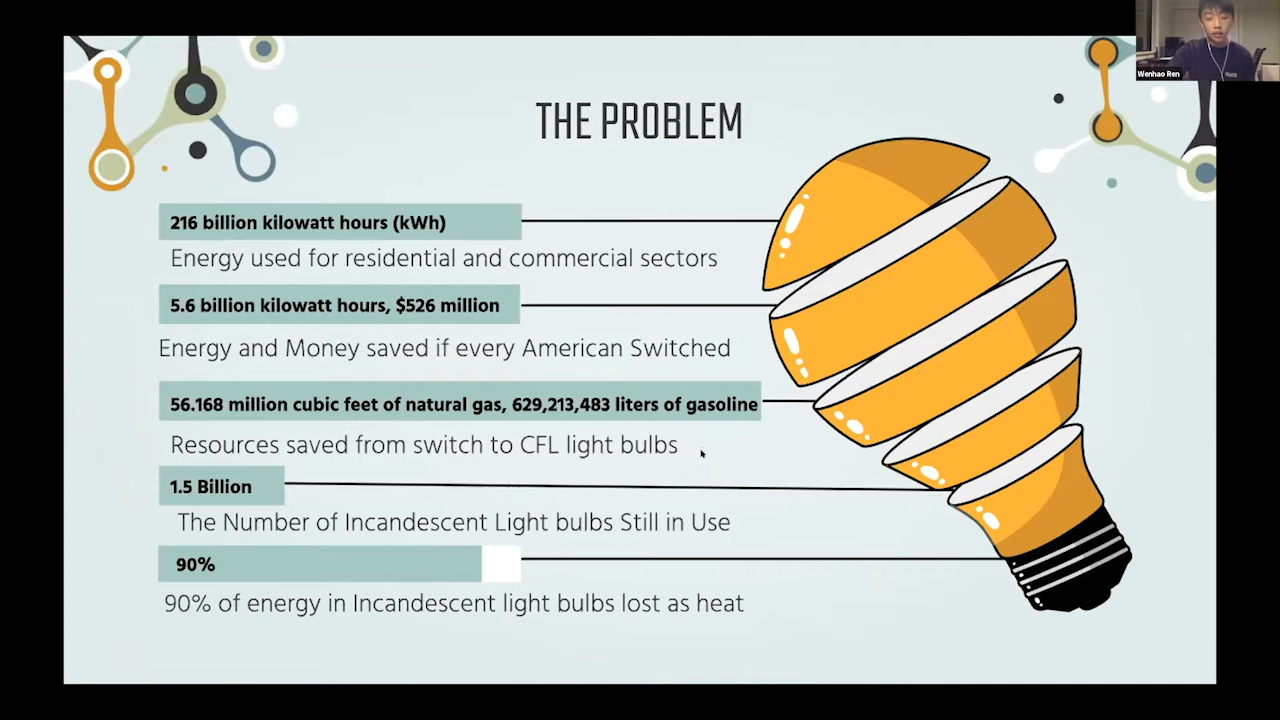 Wenhao Ren
THE PROBLEM
216 billion kilowatt hours (kWh)
Energy used for residential and commercial sectors
5.6 billion kilowatt hours, $526 million
Energy and Money saved if every American Switched
56.168 million cubic feet of natural gas, 629,213,483 liters of gasoline
Resources saved from switch to CFL light bulbs
1.5 Billion
The Number of Incandescent Light bulbs Still in Use
90%
90% of energy in Incandescent light bulbs lost as heat